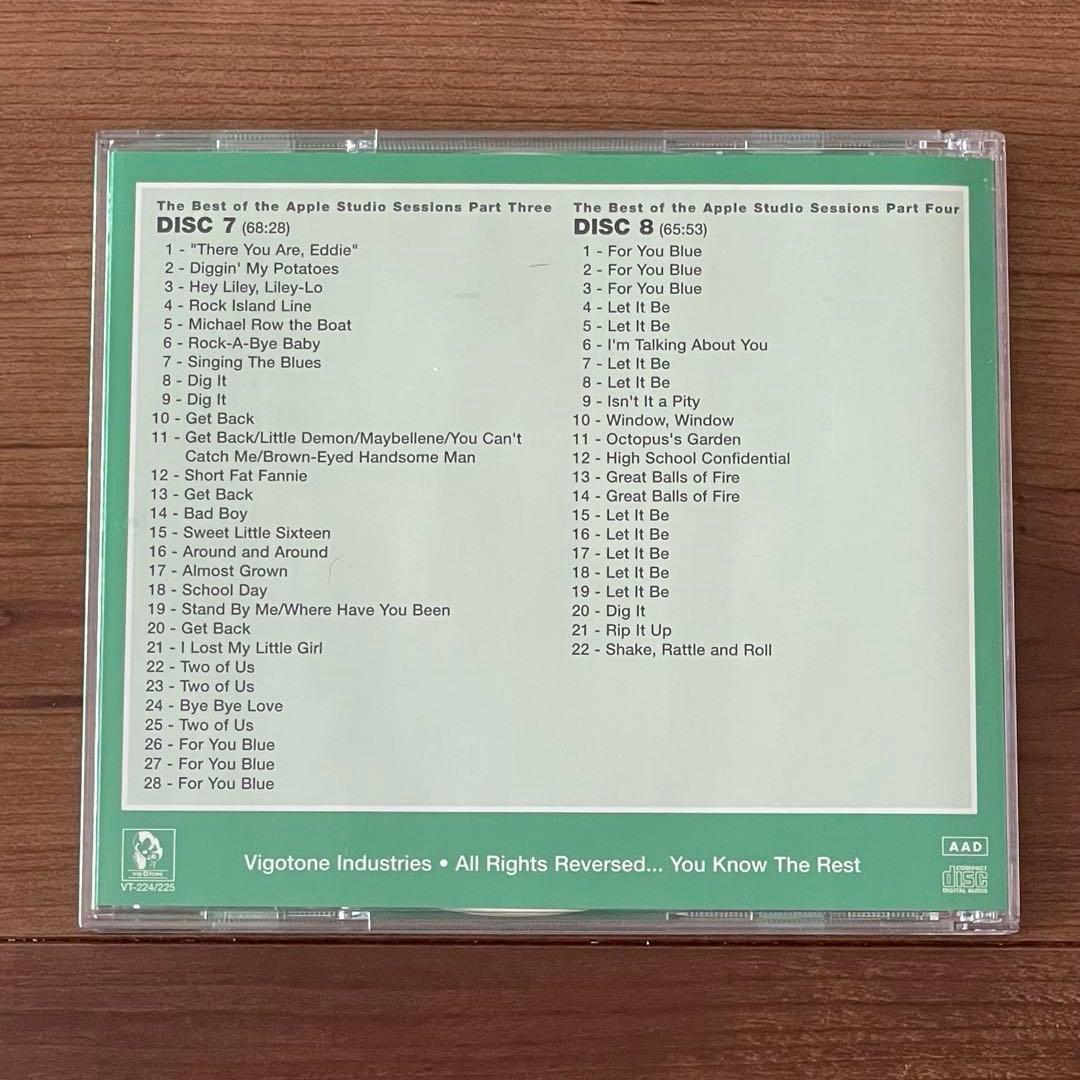 The Best of the Apple Studio Sessions Part Three
DISC 7 (68:28)
1 - "There You Are, Eddie"
2 - Diggin' My Potatoes
3 - Hey Liley, Liley-Lo
4 - Rock Island Line
5 - Michael Row the Boat
6 - Rock-A-Bye Baby
7 - Singing The Blues
8 - Dig It
9 - Dig It
10 - Get Back
11 - Get Back/Little Demon/Maybellene/You Can't
Catch Me/Brown-Eyed Handsome Man
12 - Short Fat Fannie
13 - Get Back
14 - Bad Boy
15 - Sweet Little Sixteen
16 - Around and Around
17 - Almost Grown
18 - School Day
19 - Stand By Me/Where Have You Been
20 - Get Back
21 - I Lost My Little Girl
22 - Two of Us
23 - Two of Us
24 - Bye Bye Love
25 - Two of Us
26 - For You Blue
27 - For You Blue
28 - For You Blue
The Best of the Apple Studio Sessions Part Four
DISC 8 (65:53)
1 - For You Blue
2 - For You Blue
3 - For You Blue
4 - Let It Be
5 - Let It Be
6 - I'm Talking About You
7 - Let It Be
8 - Let It Be
9 - Isn't It a Pity
10 - Window, Window
11 - Octopus's Garden
12 - High School Confidential
13 - Great Balls of Fire
14 - Great Balls of Fire
15 - Let It Be
16 - Let It Be
17 - Let It Be
18 - Let It Be
19 - Let It Be
20 - Dig It
21 - Rip It Up
22 - Shake, Rattle and Roll
VIGOTONE
VT-224/225
Vigotone Industries • All Rights Reversed... You Know The Rest
AAD
COMPACT
disc
DIGITAL AUDIO